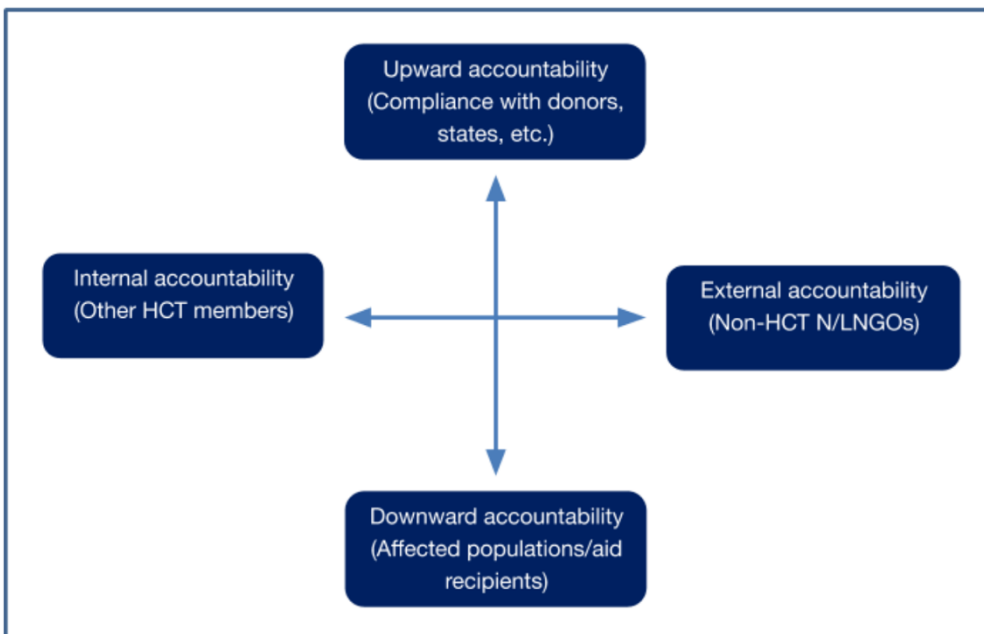 Upward accountability
(Compliance with donors,
states, etc.)
Internal accountability
(Other HCT members)
External accountability
(Non-HCT N/LNGOs)
Downward accountability
(Affected populations/aid
recipients)